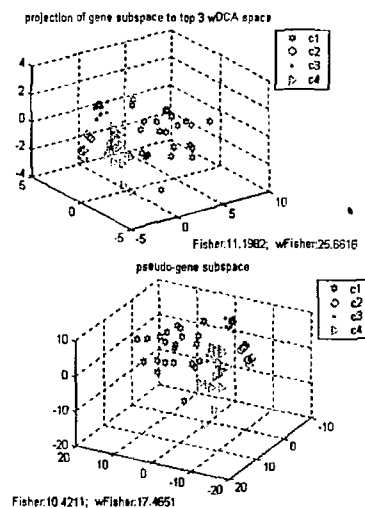 projection of gene subspace to top 3 wDCA space
c1
c2
c3
c4
4
2
0
-2
-4
5
0
-5
-5
0
5
10
Fisher:11.1982; wFisher:25.6616
pseudo-gene subspace
c1
c2
c3
c4
10
0
-10
-20
20
10
0
-10
-20
20
10
0
-10
Fisher:10.4211; wFisher:17.4651